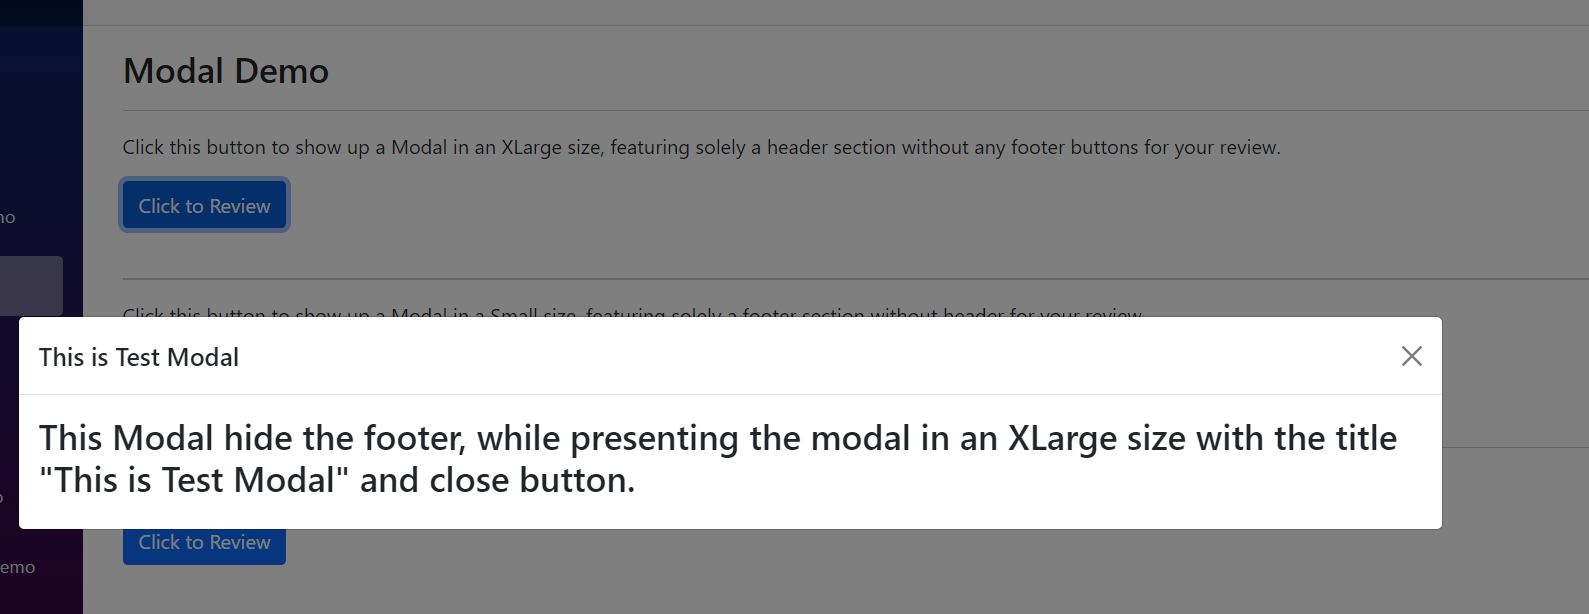 Modal Demo
Click this button to show up a Modal in an XLarge size, featuring solely a header section without any footer buttons for your review.
Click to Review
Click this button to show up a Modal in a Small size, featuring solely a footer section without header for your review.
This is Test Modal
This Modal hide the footer, while presenting the modal in an XLarge size with the title
"This is Test Modal" and close button.
Click to Review
emo